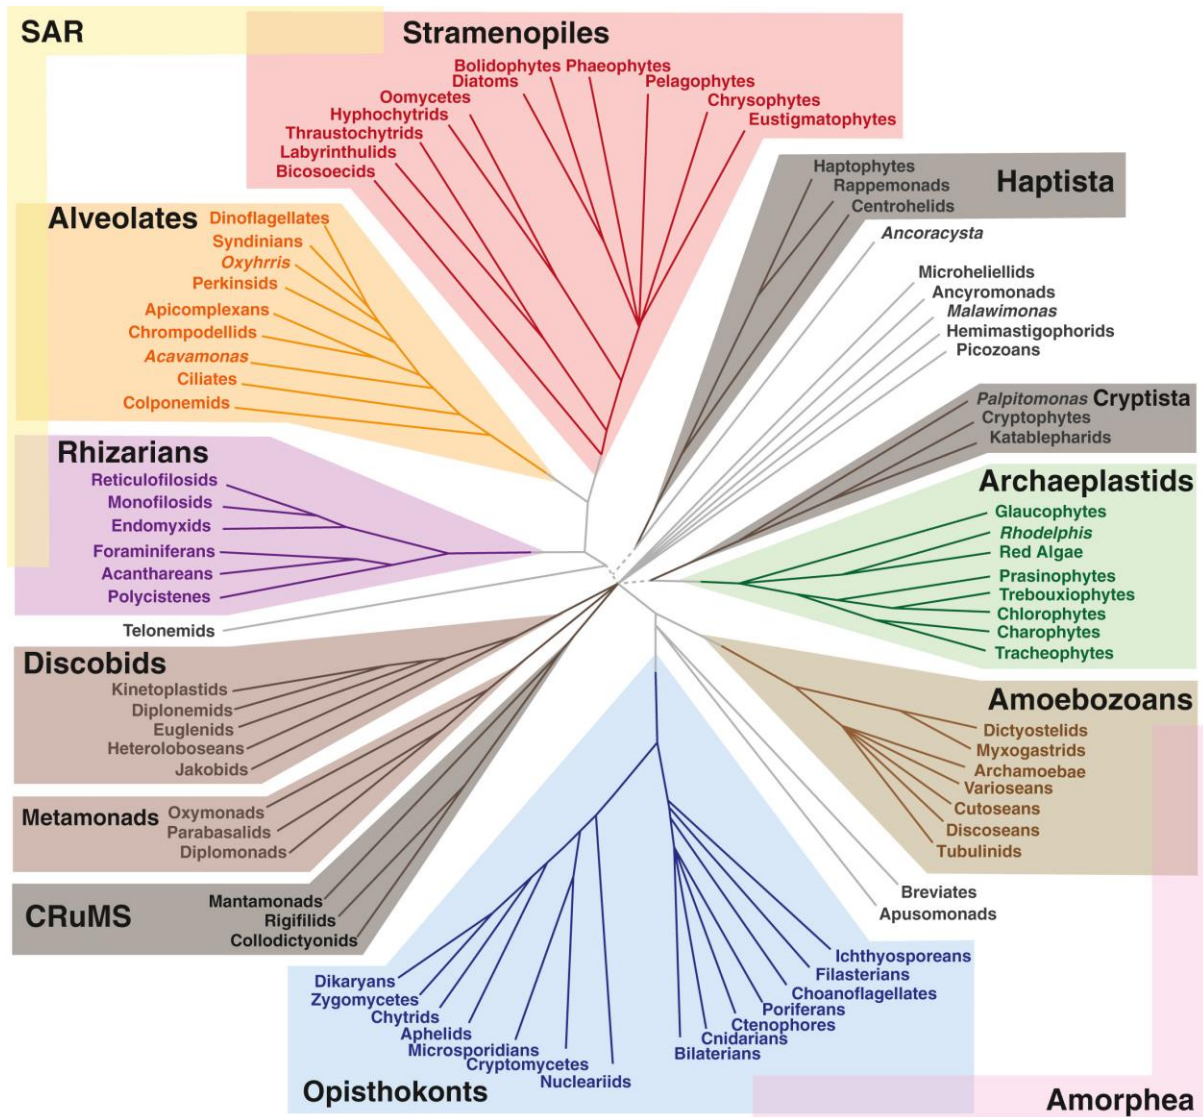 SAR
Stramenopiles
Bolidophytes Phaeophytes
Diatoms
Pelagophytes
Oomycetes
Chrysophytes
Hyphochytrids
Eustigmatophytes
Thraustochytrids
Labyrinthulids
Bicosoecids
Haptophytes
Haptista
Rappemonads
Centrohelids
Ancoracysta
Alveolates
Dinoflagellates
Syndinians
Oxyhrris
Perkinsids
Apicomplexans
Chrompodellids
Acavamonas
Ciliates
Colponemids
Microheliellids
Ancyromonads
Malawimonas
Hemimastigophorids
Picozoans
Palpitomonas
Cryptista
Cryptophytes
Katablepharids
Rhizarians
Reticulofilosids
Monofilosids
Endomyxids
Foraminiferans
Acanthareans
Polycistenes
Telonemids
Archaeplastids
Glaucophytes
Rhodelphis
Red Algae
Prasinophytes
Trebouxiophytes
Chlorophytes
Charophytes
Tracheophytes
Discobids
Kinetoplastids
Diplonemids
Euglenids
Heteroloboseans
Jakobids
Amoebozoans
Dictyostelids
Myxogastrids
Archamoebae
Varioseans
Cutoseans
Discoseans
Tubulinids
Metamonads
Oxymonads
Parabasalids
Diplomonads
Breviates
Apusomonads
CRuMS
Mantamonads
Rigifilids
Collodictyonids
Dikaryans
Zygomycetes
Chytrids
Aphelids
Microsporidians
Cryptomycetes
Nucleariids
Ichthyosporeans
Filasterians
Choanoflagellates
Poriferans
Ctenophores
Cnidarians
Bilaterians
Opisthokonts
Amorphea